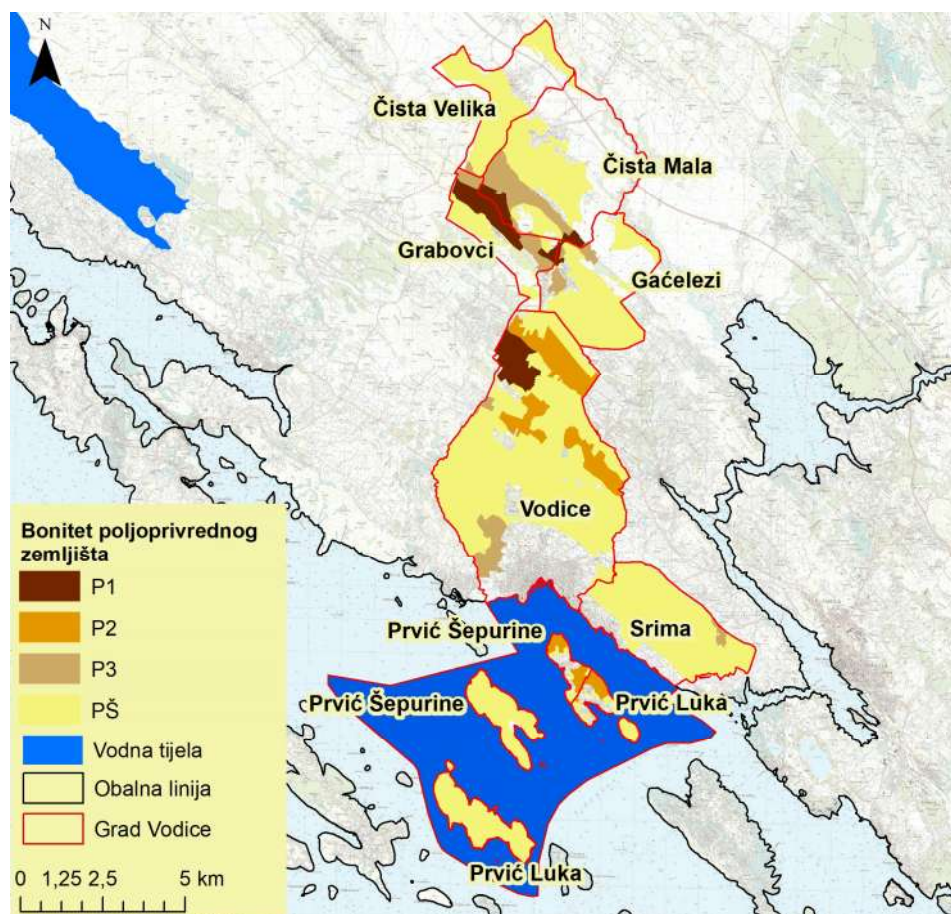 N
Čista Velika
Čista Mala
Grabovci
Gaćelezi
Vodice
Prvić Šepurine
Srima
Prvić Šepurine
Prvić Luka
Prvić Luka
Bonitet poljoprivrednog
zemljišta
P1
P2
P3
PŠ
Vodna tijela
Obalna linija
Grad Vodice
0 1,25 2,5 5 km